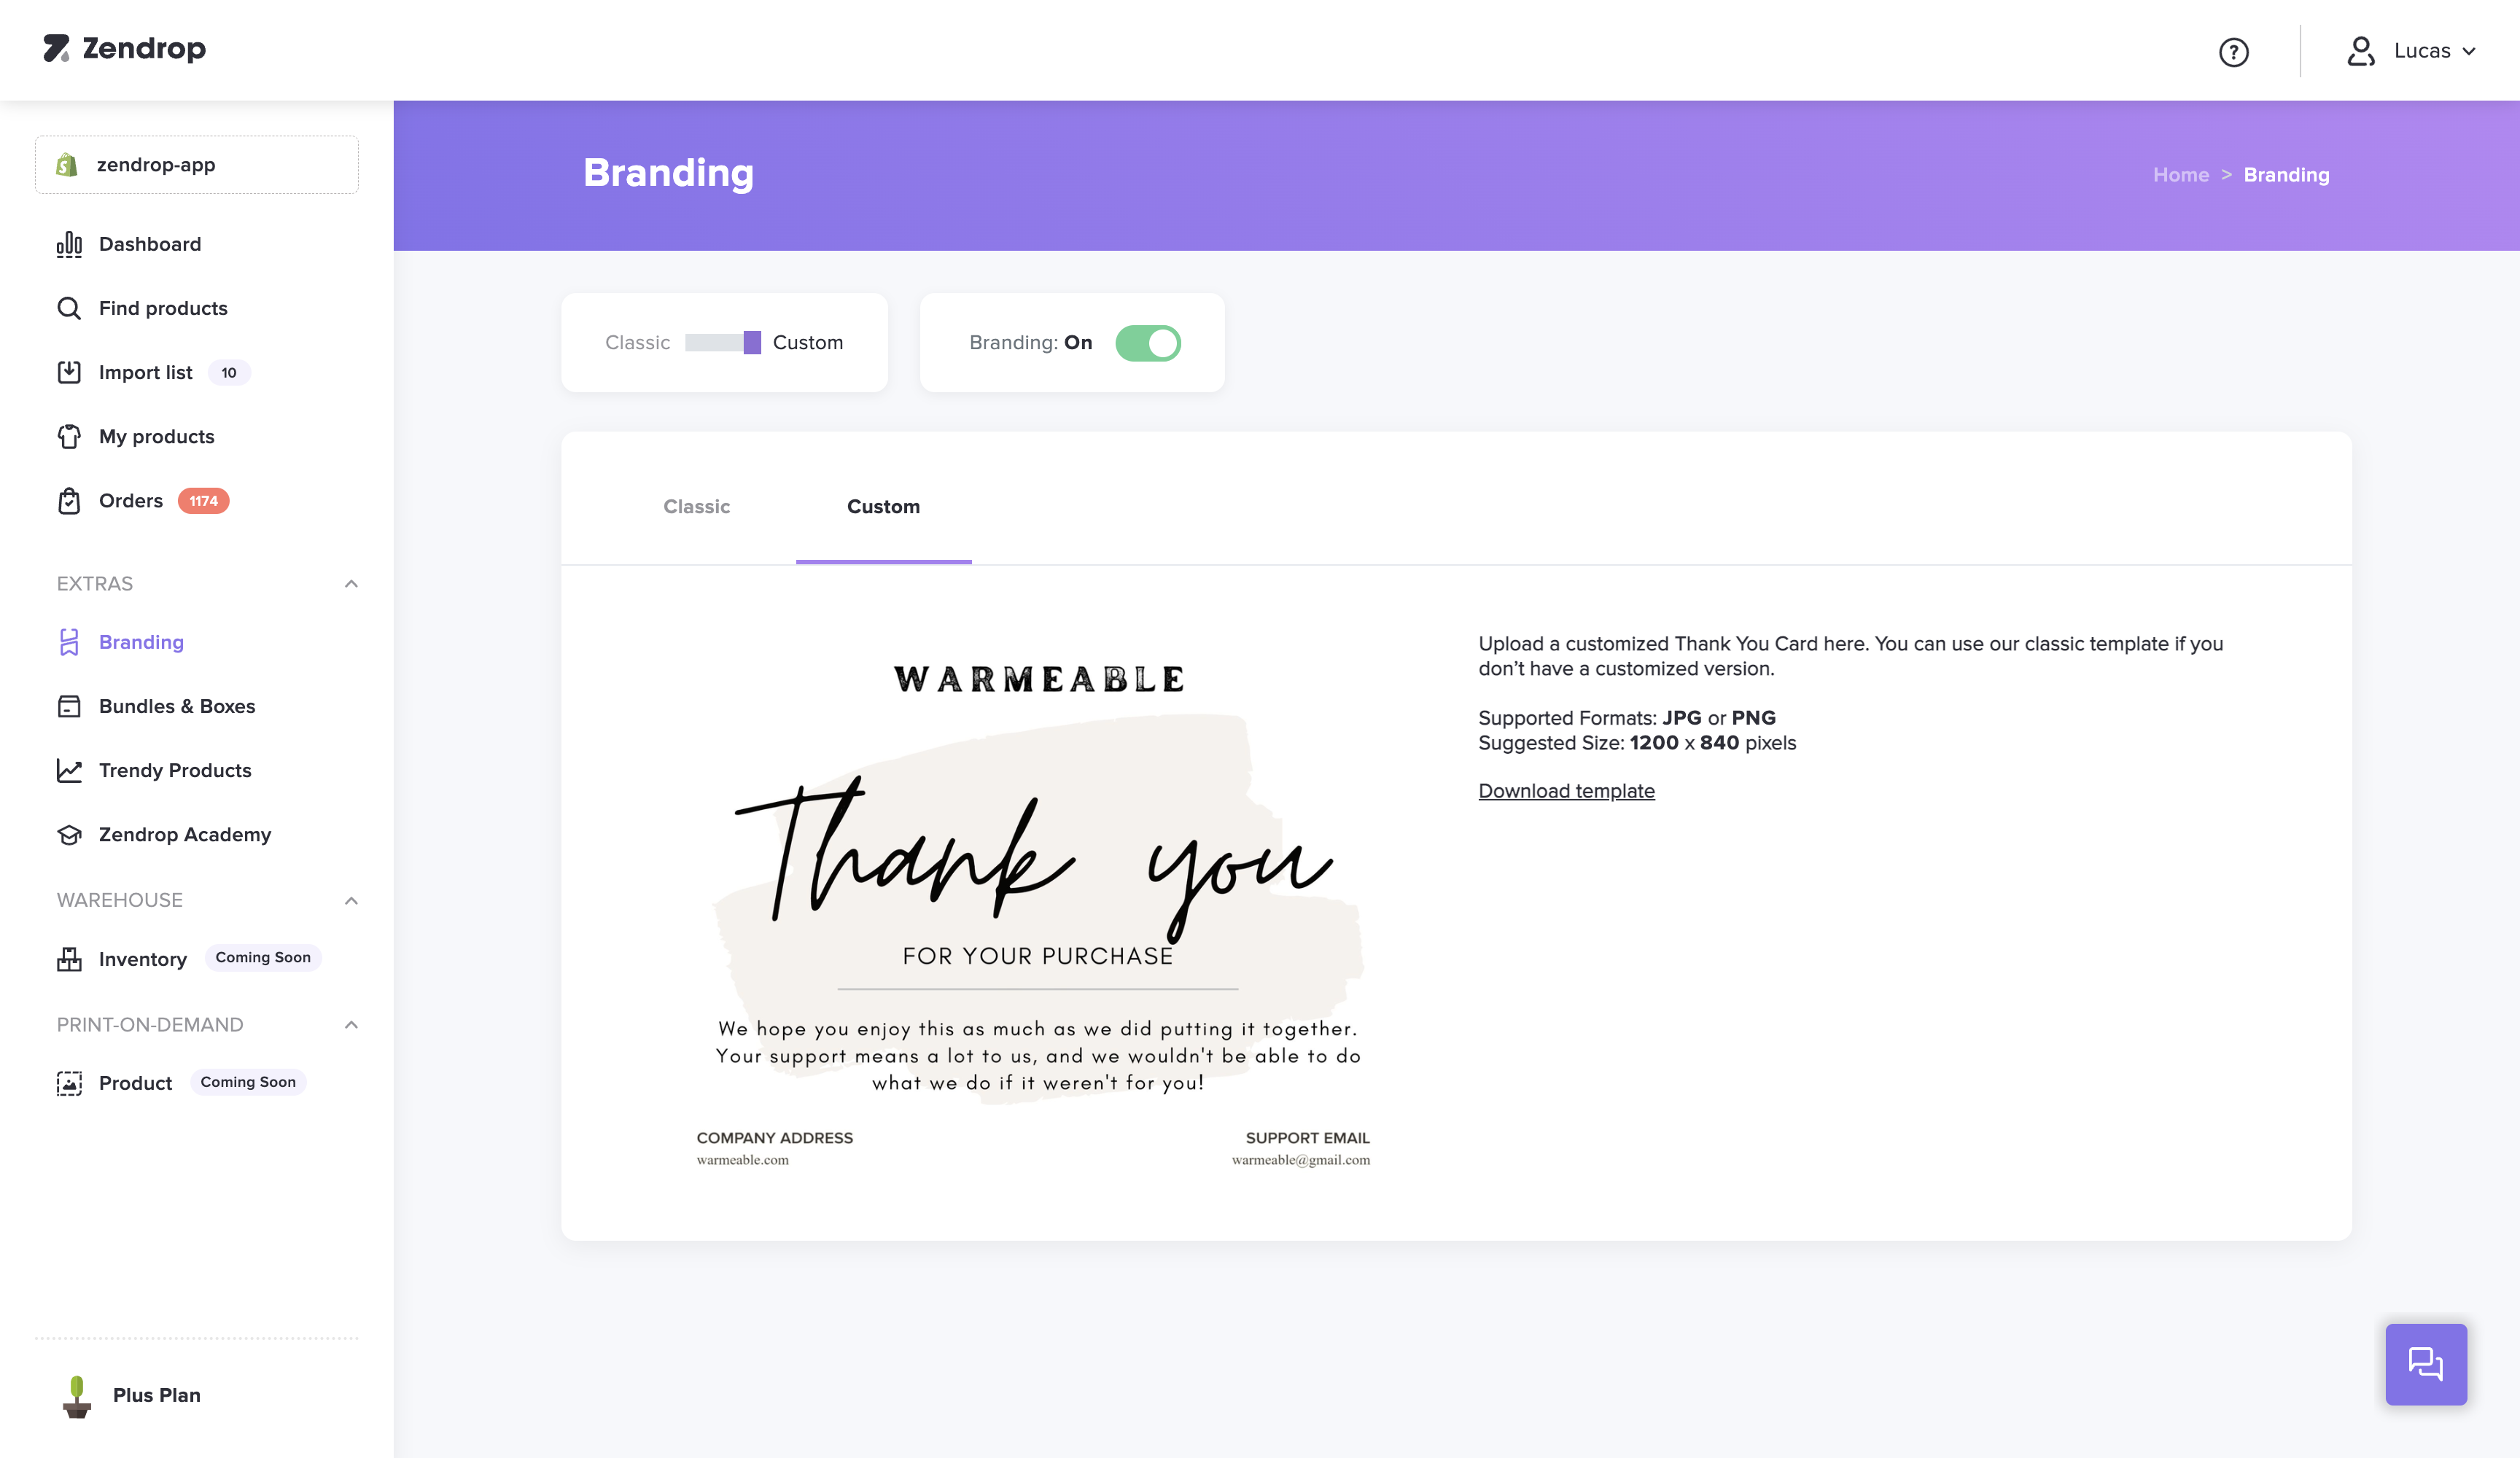 Zendrop
?
Lucas
zendrop-app
Dashboard
Find products
Import list 10
My products
Orders 1174
EXTRAS
Branding
Bundles & Boxes
Trendy Products
Zendrop Academy
WAREHOUSE
Inventory Coming Soon
PRINT-ON-DEMAND
Product Coming Soon
Plus Plan
Branding
Home > Branding
Classic Custom
Branding: On
Classic Custom
WARMEABLE
Thank you
FOR YOUR PURCHASE
We hope you enjoy this as much as we did putting it together.
Your support means a lot to us, and we wouldn't be able to do
what we do if it weren't for you!
COMPANY ADDRESS
warmeable.com
SUPPORT EMAIL
warmeable@gmail.com
Upload a customized Thank You Card here. You can use our classic template if you
don’t have a customized version.
Supported Formats: JPG or PNG
Suggested Size: 1200 x 840 pixels
Download template